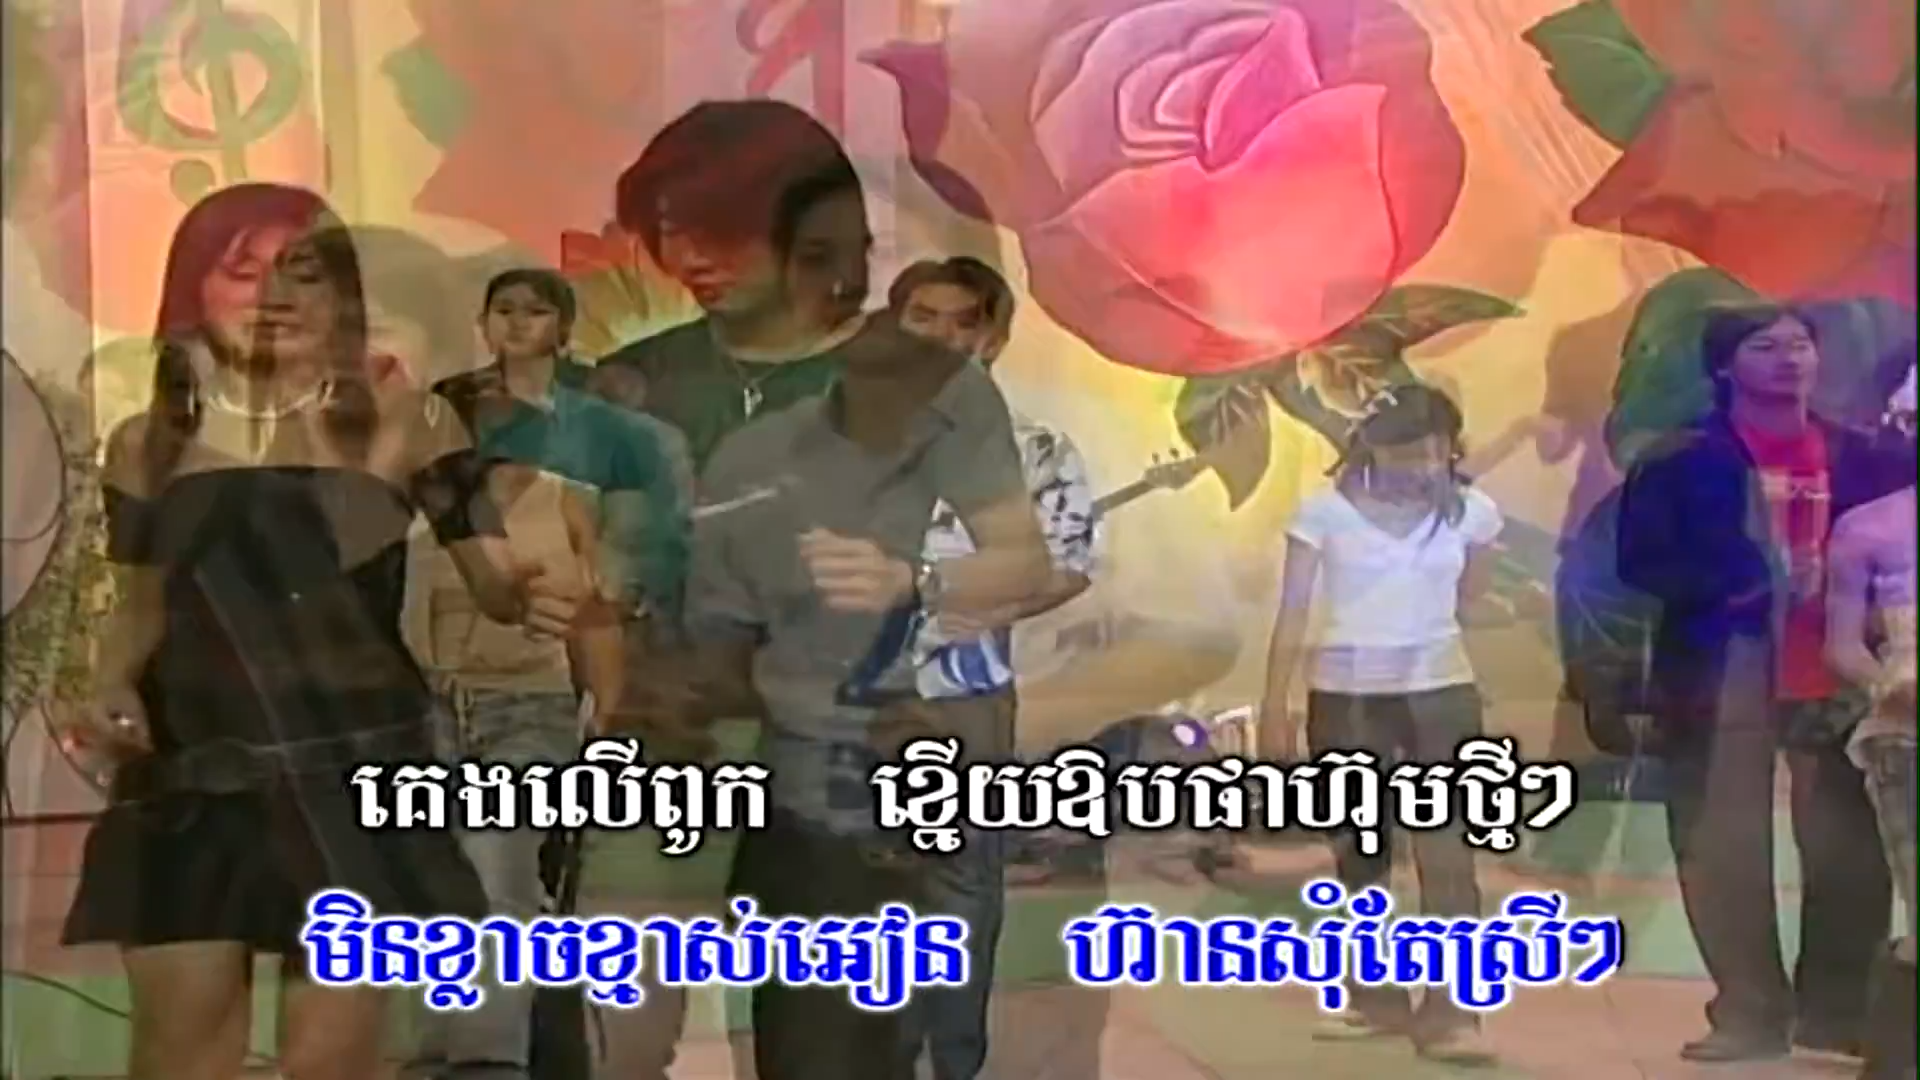 គេងលើពូក ខ្នើយឱបផាហ៊ុមថ្មីៗ
មិនខ្លាចខ្មាស់អៀន ហ៊ានសុំតែស្រីៗ